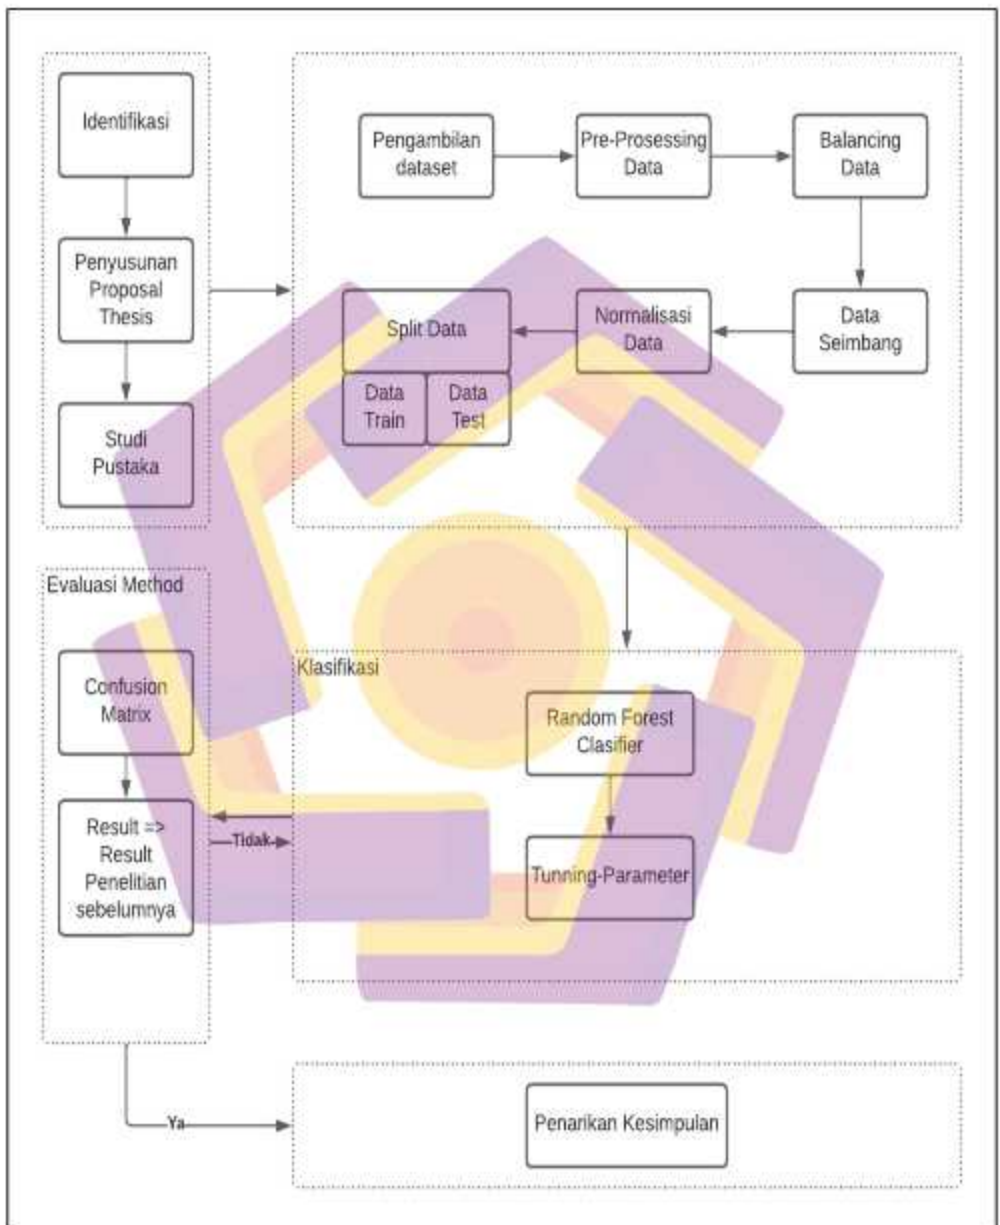 Identifikasi
Penyusunan
Proposal
Thesis
Studi
Pustaka
Pengambilan
dataset
Pre-Prosessing
Data
Balancing
Data
Data
Seimbang
Normalisasi
Data
Split Data
Data
Train
Data
Test
Klasifikasi
Random Forest
Clasifier
Tunning-Parameter
Evaluasi Method
Confusion
Matrix
Result =>
Result
Penelitian
sebelumnya
Tidak
Ya
Penarikan Kesimpulan